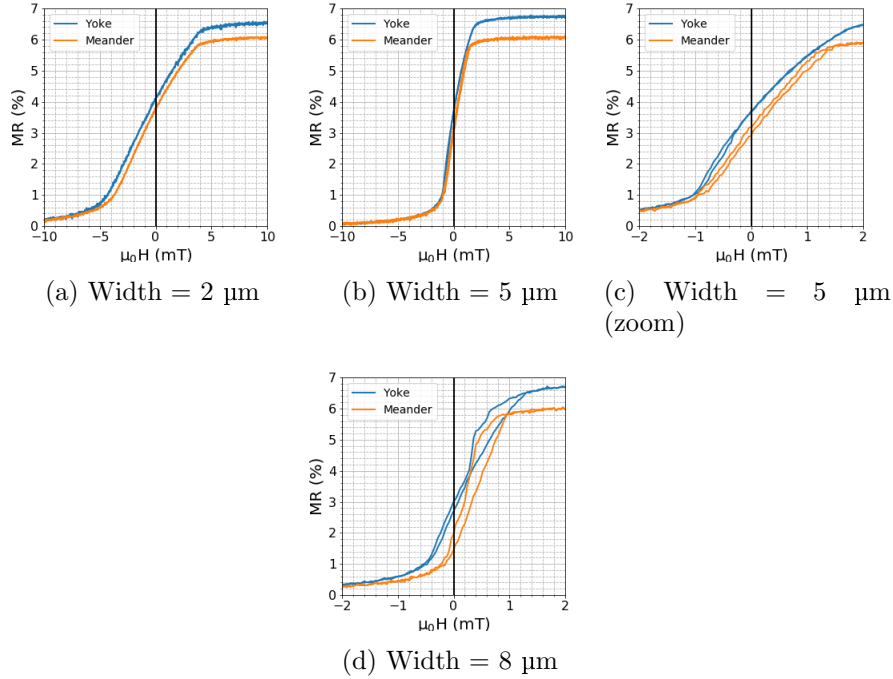 7
6
5
4
3
2
1
0
MR (%)
Yoke
Meander
−10 −5 0 5 10
μ₀H (mT)
(a) Width = 2 µm
7
6
5
4
3
2
1
0
MR (%)
Yoke
Meander
−10 −5 0 5 10
μ₀H (mT)
(b) Width = 5 µm
7
6
5
4
3
2
1
0
MR (%)
Yoke
Meander
−2 −1 0 1 2
μ₀H (mT)
(c) Width = 5 µm
(zoom)
7
6
5
4
3
2
1
0
MR (%)
Yoke
Meander
−2 −1 0 1 2
μ₀H (mT)
(d) Width = 8 µm